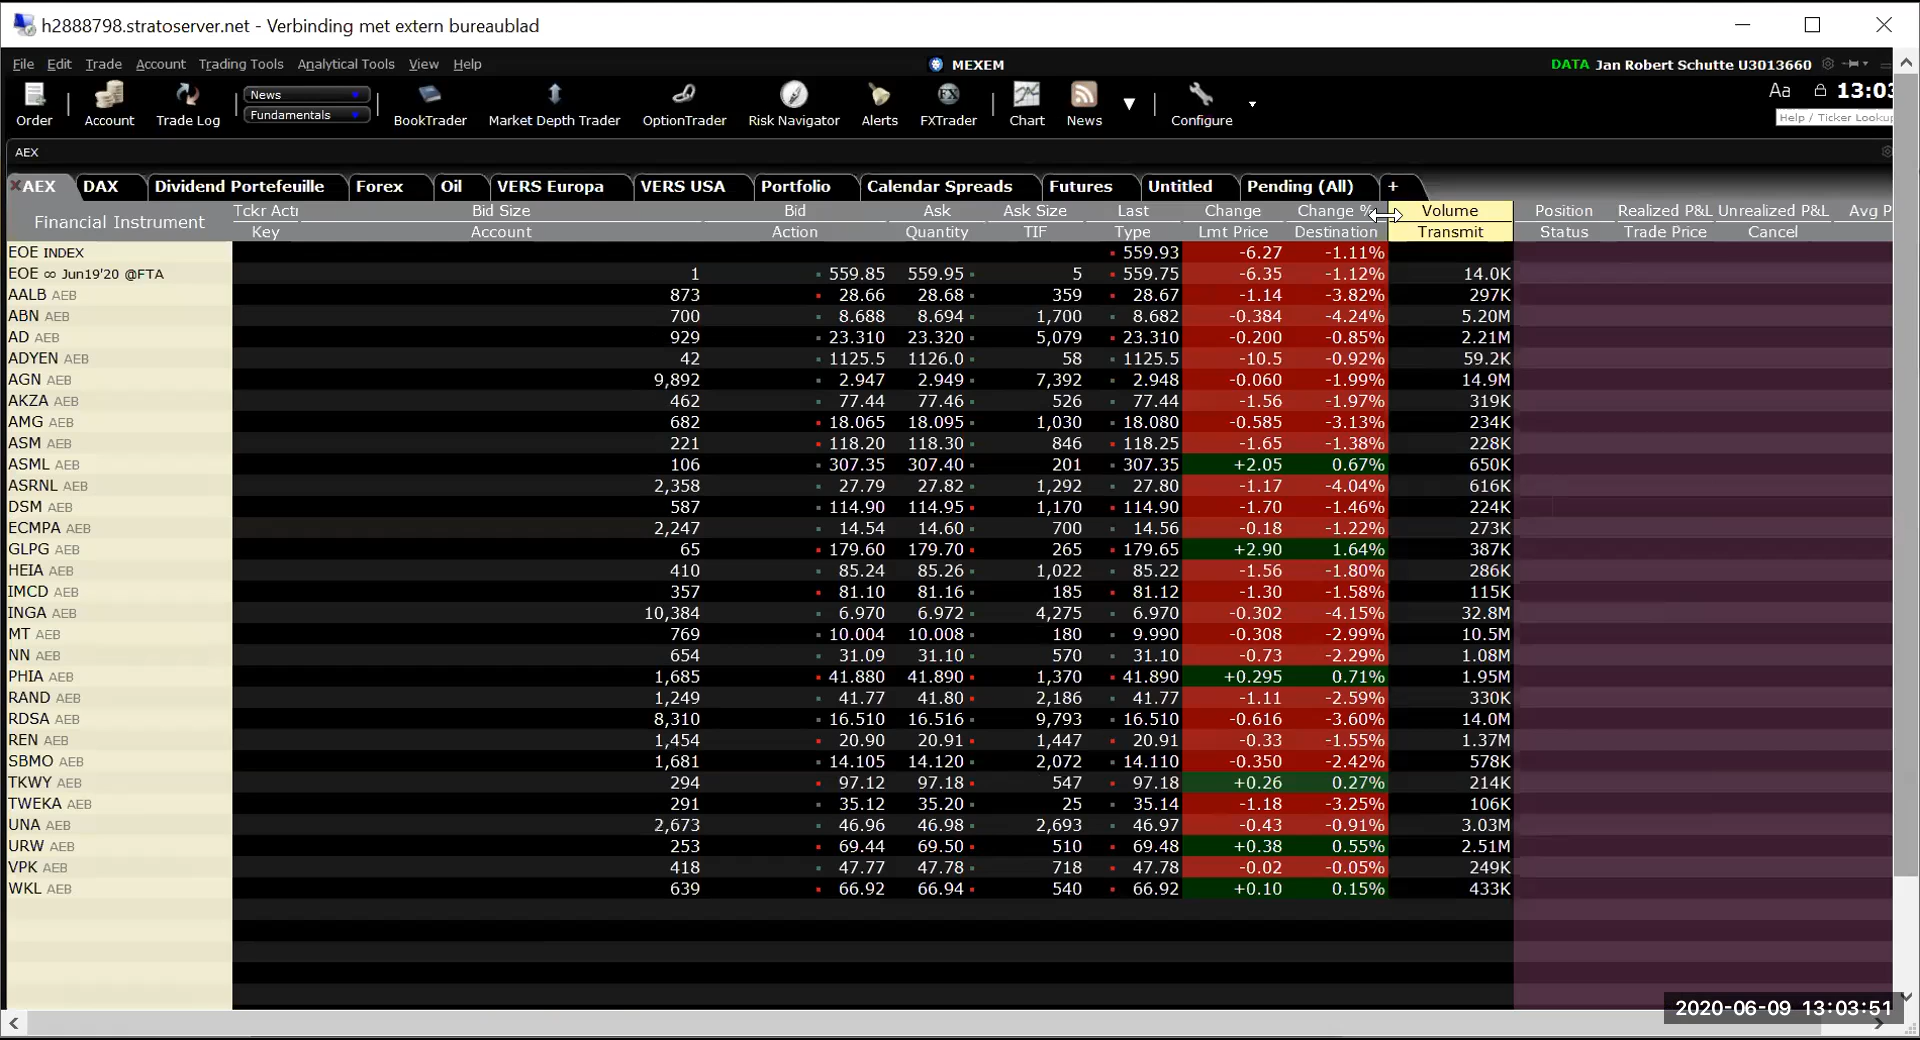 h2888798.stratoserver.net - Verbinding met extern bureaublad
File Edit Trade Account Trading Tools Analytical Tools View Help MEXEM DATA Jan Robert Schutte U3013660
Order Account Trade Log News Fundamentals BookTrader Market Depth Trader OptionTrader Risk Navigator Alerts FXTrader Chart News Configure Aa 13:03
Help / Ticker Lookup
AEX
AEX DAX Dividend Portefeuille Forex Oil VERS Europa VERS USA Portfolio Calendar Spreads Futures Untitled Pending (All) +
Financial Instrument Tckr Actn Bid Size Bid Ask Ask Size Last Change Change % Volume Position Realized P&L Unrealized P&L Avg P
Key Account Action Quantity TIF Type Lmt Price Destination Transmit Status Trade Price Cancel
EOE INDEX 559.93 -6.27 -1.11%
EOE ∞ Jun19'20 @FTA 1 559.85 559.95 5 559.75 -6.35 -1.12% 14.0K
AALB AEB 873 28.66 28.68 359 28.67 -1.14 -3.82% 297K
ABN AEB 700 8.688 8.694 1,700 8.682 -0.384 -4.24% 5.20M
AD AEB 929 23.310 23.320 5,079 23.310 -0.200 -0.85% 2.21M
ADYEN AEB 42 1125.5 1126.0 58 1125.5 -10.5 -0.92% 59.2K
AGN AEB 9,892 2.947 2.949 7,392 2.948 -0.060 -1.99% 14.9M
AKZA AEB 462 77.44 77.46 526 77.44 -1.56 -1.97% 319K
AMG AEB 682 18.065 18.095 1,030 18.080 -0.585 -3.13% 234K
ASM AEB 221 118.20 118.30 846 118.25 -1.65 -1.38% 228K
ASML AEB 106 307.35 307.40 201 307.35 +2.05 0.67% 650K
ASRNL AEB 2,358 27.79 27.82 1,292 27.80 -1.17 -4.04% 616K
DSM AEB 587 114.90 114.95 1,170 114.90 -1.70 -1.46% 224K
ECMPA AEB 2,247 14.54 14.60 700 14.56 -0.18 -1.22% 273K
GLPG AEB 65 179.60 179.70 265 179.65 +2.90 1.64% 387K
HEIA AEB 410 85.24 85.26 1,022 85.22 -1.56 -1.80% 286K
IMCD AEB 357 81.10 81.16 185 81.12 -1.30 -1.58% 115K
INGA AEB 10,384 6.970 6.972 4,275 6.970 -0.302 -4.15% 32.8M
MT AEB 769 10.004 10.008 180 9.990 -0.308 -2.99% 10.5M
NN AEB 654 31.09 31.10 570 31.10 -0.73 -2.29% 1.08M
PHIA AEB 1,685 41.880 41.890 1,370 41.890 +0.295 0.71% 1.95M
RAND AEB 1,249 41.77 41.80 2,186 41.77 -1.11 -2.59% 330K
RDSA AEB 8,310 16.510 16.516 9,793 16.510 -0.616 -3.60% 14.0M
REN AEB 1,454 20.90 20.91 1,447 20.91 -0.33 -1.55% 1.37M
SBMO AEB 1,681 14.105 14.120 2,072 14.110 -0.350 -2.42% 578K
TKWY AEB 294 97.12 97.18 547 97.18 +0.26 0.27% 214K
TWEKA AEB 291 35.12 35.20 25 35.14 -1.18 -3.25% 106K
UNA AEB 2,673 46.96 46.98 2,693 46.97 -0.43 -0.91% 3.03M
URW AEB 253 69.44 69.50 510 69.48 +0.38 0.55% 2.51M
VPK AEB 418 47.77 47.78 718 47.78 -0.02 -0.05% 249K
WKL AEB 639 66.92 66.94 540 66.92 +0.10 0.15% 433K
2020-06-09 13:03:51